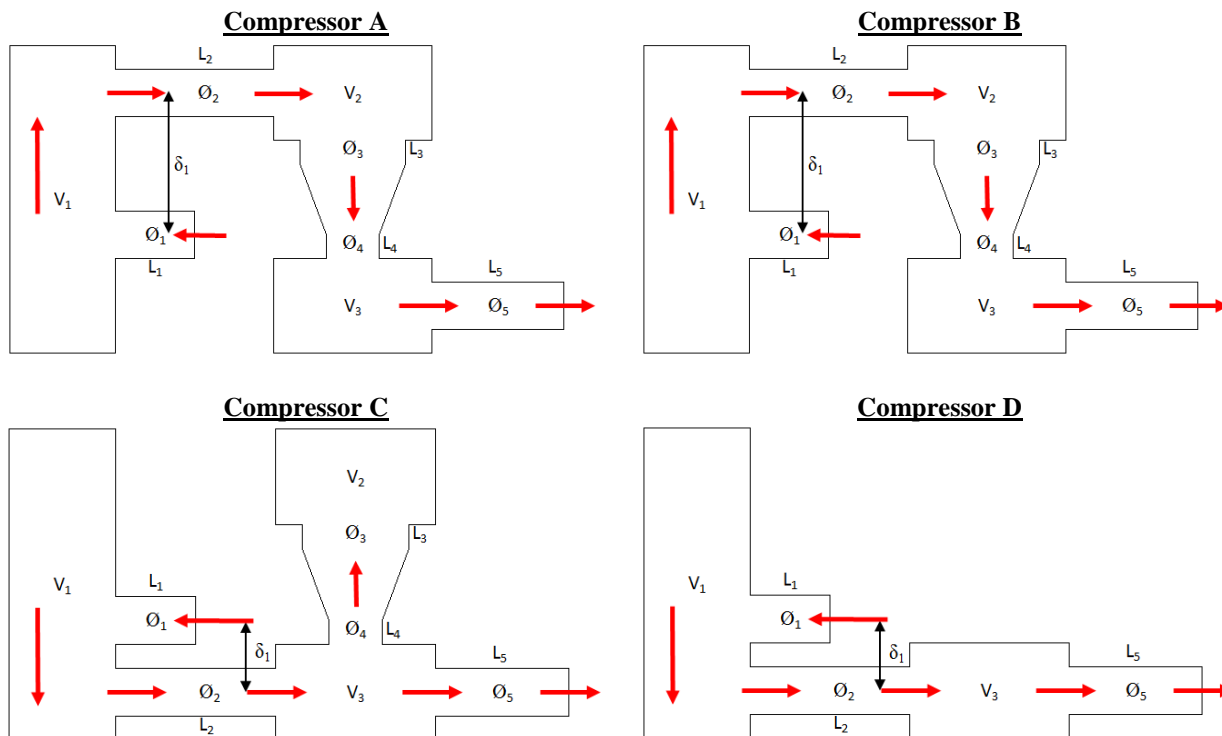 Compressor A
L₂
Ø₂
V₂
Ø₃
L₃
δ₁
V₁
Ø₁
L₁
Ø₄
L₄
L₅
V₃
Ø₅
Compressor B
L₂
Ø₂
V₂
Ø₃
L₃
δ₁
V₁
Ø₁
L₁
Ø₄
L₄
L₅
V₃
Ø₅
Compressor C
V₂
Ø₃
L₃
V₁
L₁
Ø₁
Ø₄
L₄
δ₁
L₅
Ø₂
V₃
Ø₅
L₂
Compressor D
V₁
L₁
Ø₁
δ₁
L₅
Ø₂
V₃
Ø₅
L₂